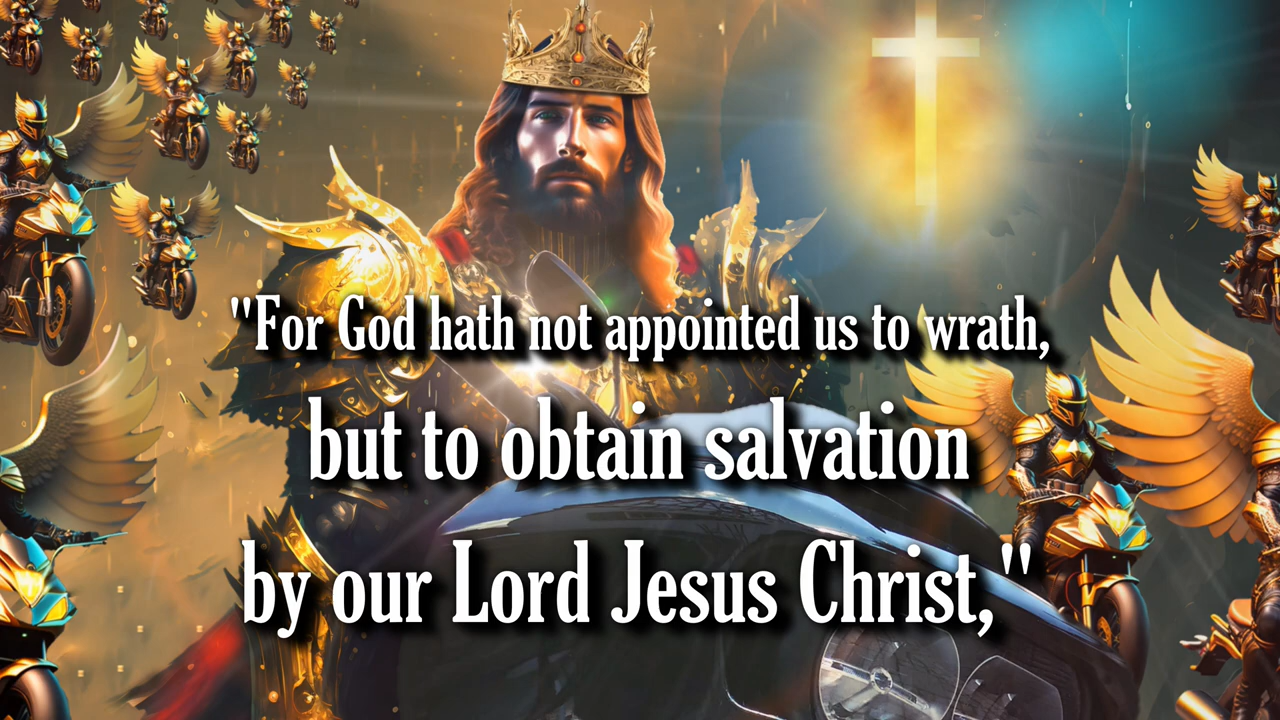 "For God hath not appointed us to wrath,
but to obtain salvation
by our Lord Jesus Christ,"